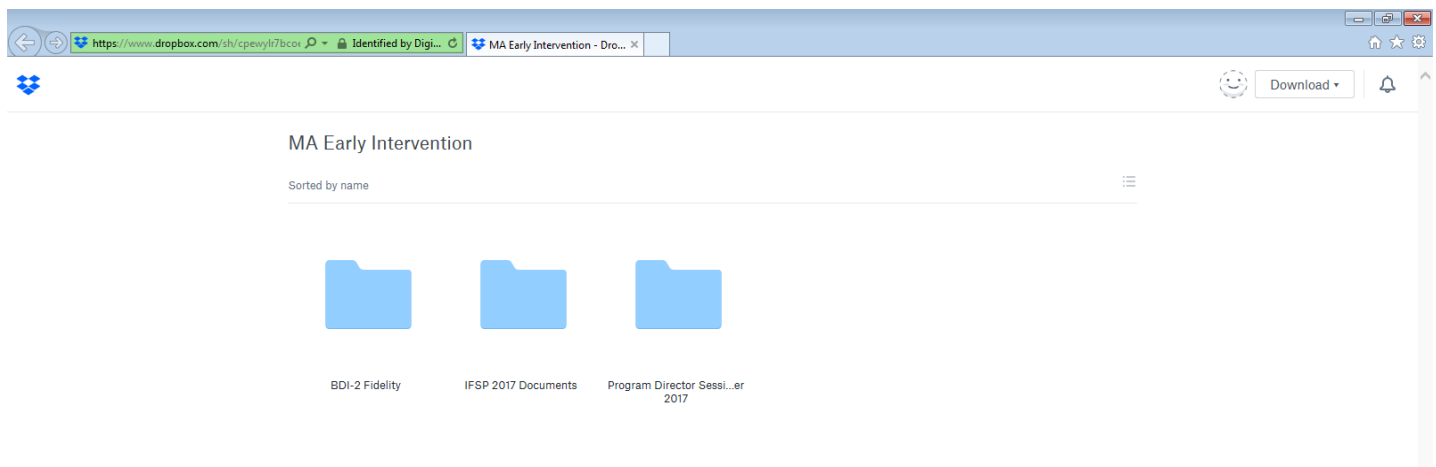 https://www.dropbox.com/sh/cpewylr7bco Identified by Digi... MA Early Intervention - Dro...
Download
MA Early Intervention
Sorted by name
BDI-2 Fidelity
IFSP 2017 Documents
Program Director Sessi...er
2017